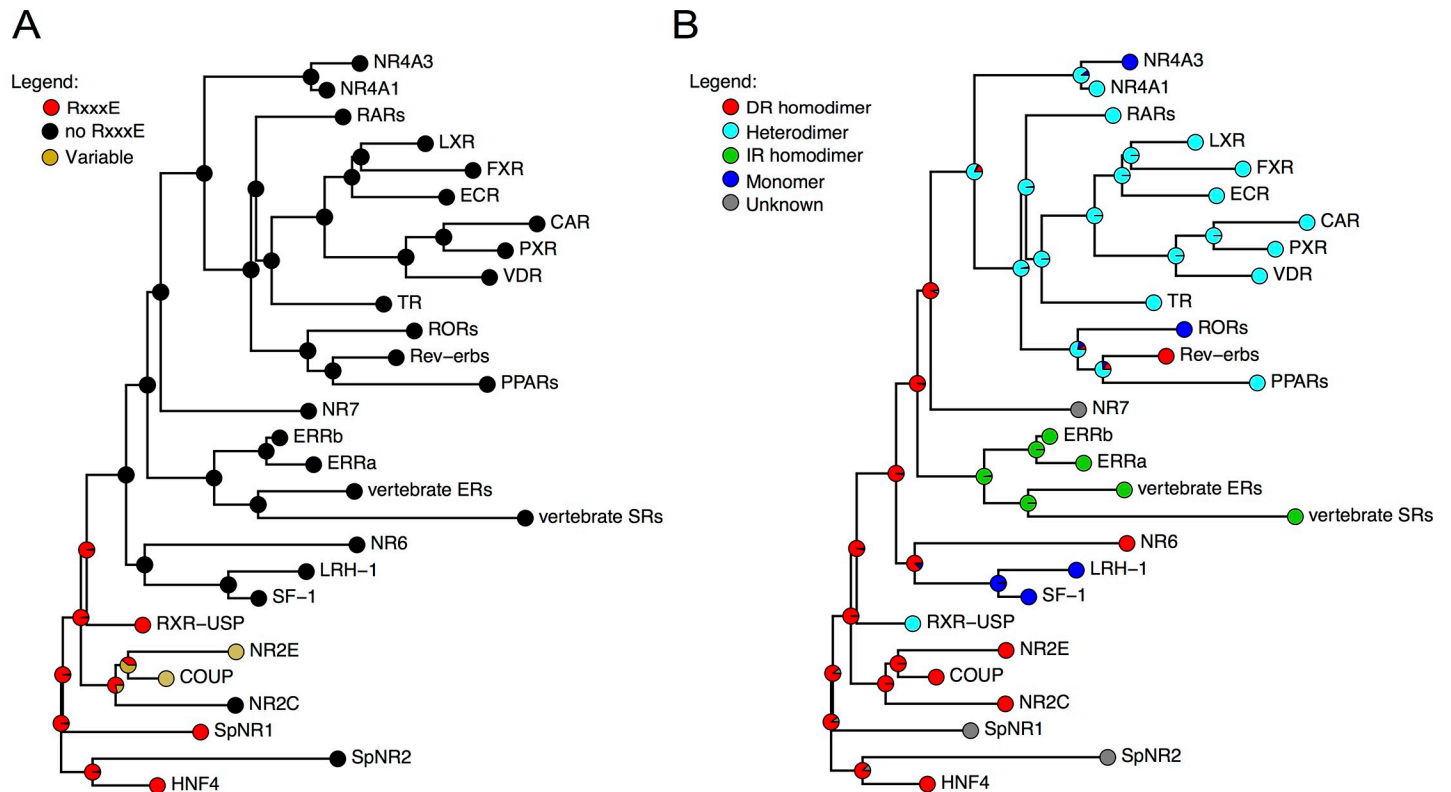 A
Legend:
RxxxE
no RxxxE
Variable
NR4A3
NR4A1
RARs
LXR
FXR
ECR
CAR
PXR
VDR
TR
RORs
Rev−erbs
PPARs
NR7
ERRb
ERRa
vertebrate ERs
vertebrate SRs
NR6
LRH−1
SF−1
RXR−USP
NR2E
COUP
NR2C
SpNR1
SpNR2
HNF4
B
Legend:
DR homodimer
Heterodimer
IR homodimer
Monomer
Unknown
NR4A3
NR4A1
RARs
LXR
FXR
ECR
CAR
PXR
VDR
TR
RORs
Rev−erbs
PPARs
NR7
ERRb
ERRa
vertebrate ERs
vertebrate SRs
NR6
LRH−1
SF−1
RXR−USP
NR2E
COUP
NR2C
SpNR1
SpNR2
HNF4